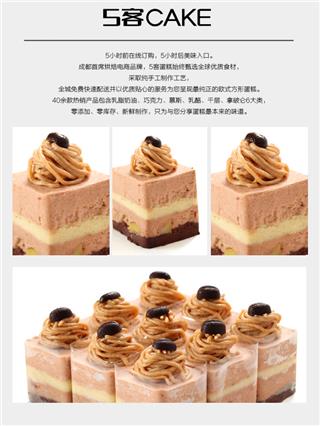 5客CAKE
5小时前在线订购，5小时后美味入口。
成都首席烘焙电商品牌，5客蛋糕始终甄选全球优质食材，
采取纯手工制作工艺，
全城免费快速配送并以优质贴心的服务为您呈现最纯正的欧式方形蛋糕。
40余款热销产品包含乳脂奶油、巧克力、慕斯、乳酪、千层、拿破仑6大类，
零添加、零库存、新鲜制作，只为与您分享蛋糕最本来的味道。